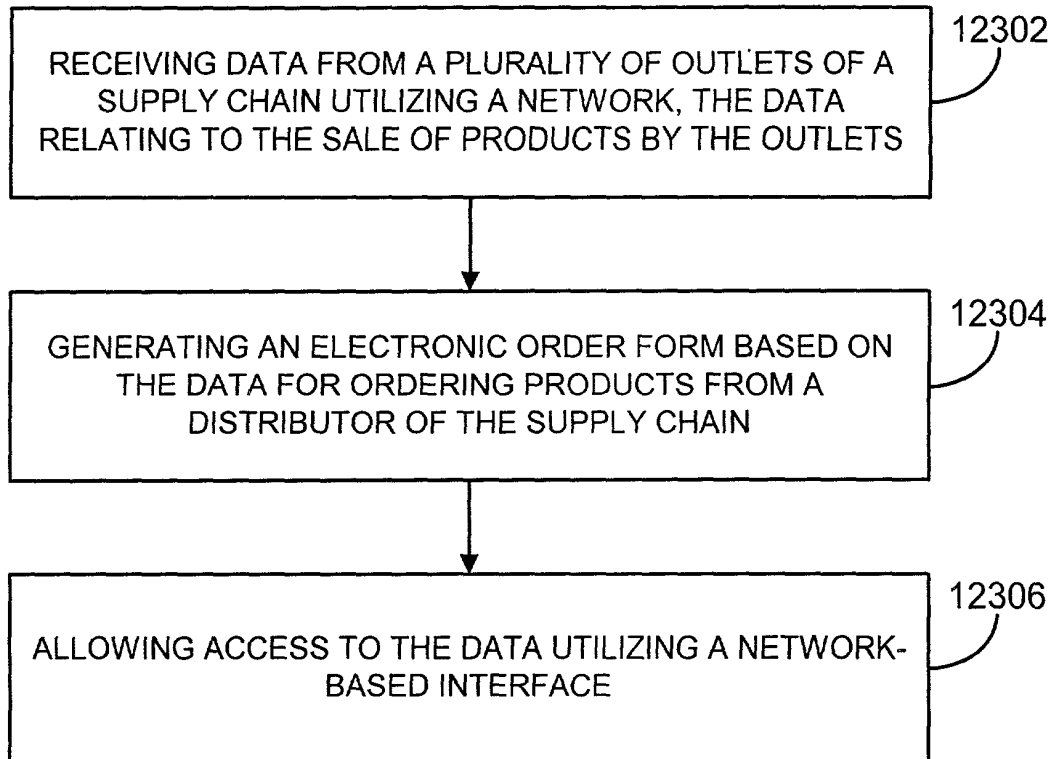 12302
RECEIVING DATA FROM A PLURALITY OF OUTLETS OF A
SUPPLY CHAIN UTILIZING A NETWORK, THE DATA
RELATING TO THE SALE OF PRODUCTS BY THE OUTLETS
12304
GENERATING AN ELECTRONIC ORDER FORM BASED ON
THE DATA FOR ORDERING PRODUCTS FROM A
DISTRIBUTOR OF THE SUPPLY CHAIN
12306
ALLOWING ACCESS TO THE DATA UTILIZING A NETWORK-
BASED INTERFACE